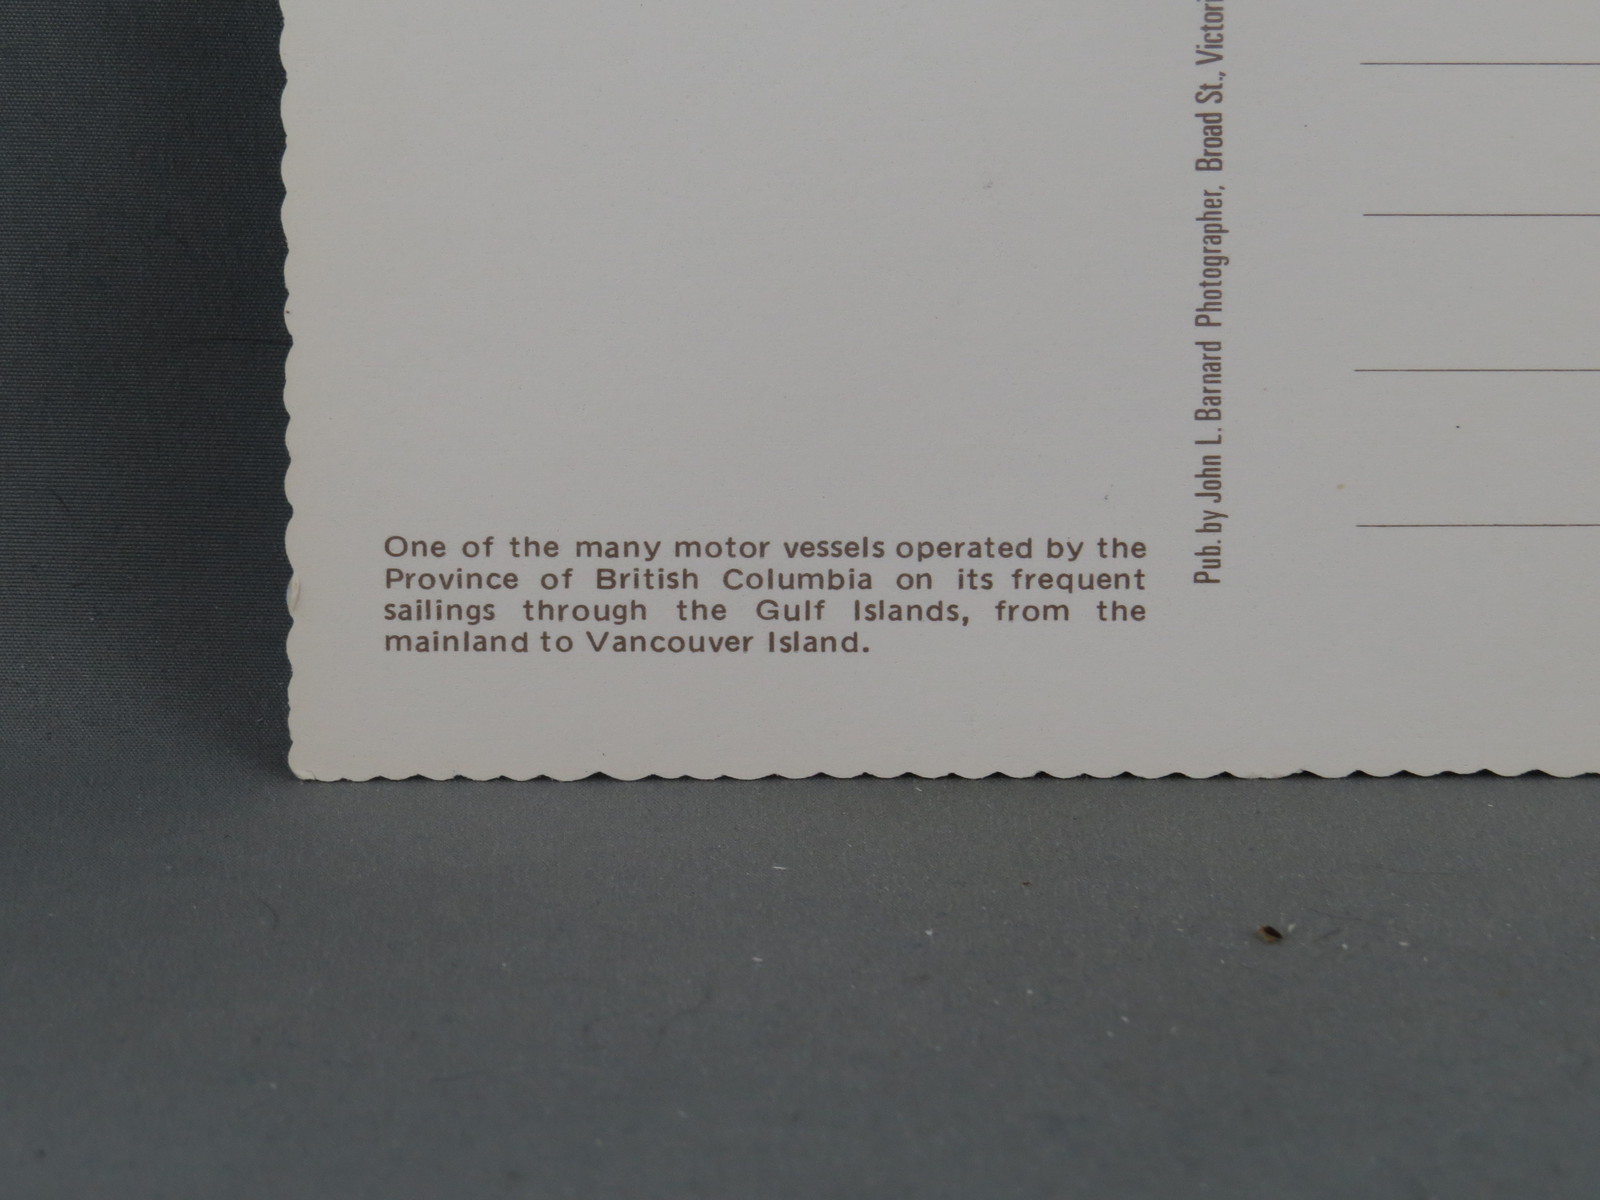 One of the many motor vessels operated by the
Province of British Columbia on its frequent
sailings through the Gulf Islands, from the
mainland to Vancouver Island.
Pub. by John L. Barnard Photographer, Broad St., Victori